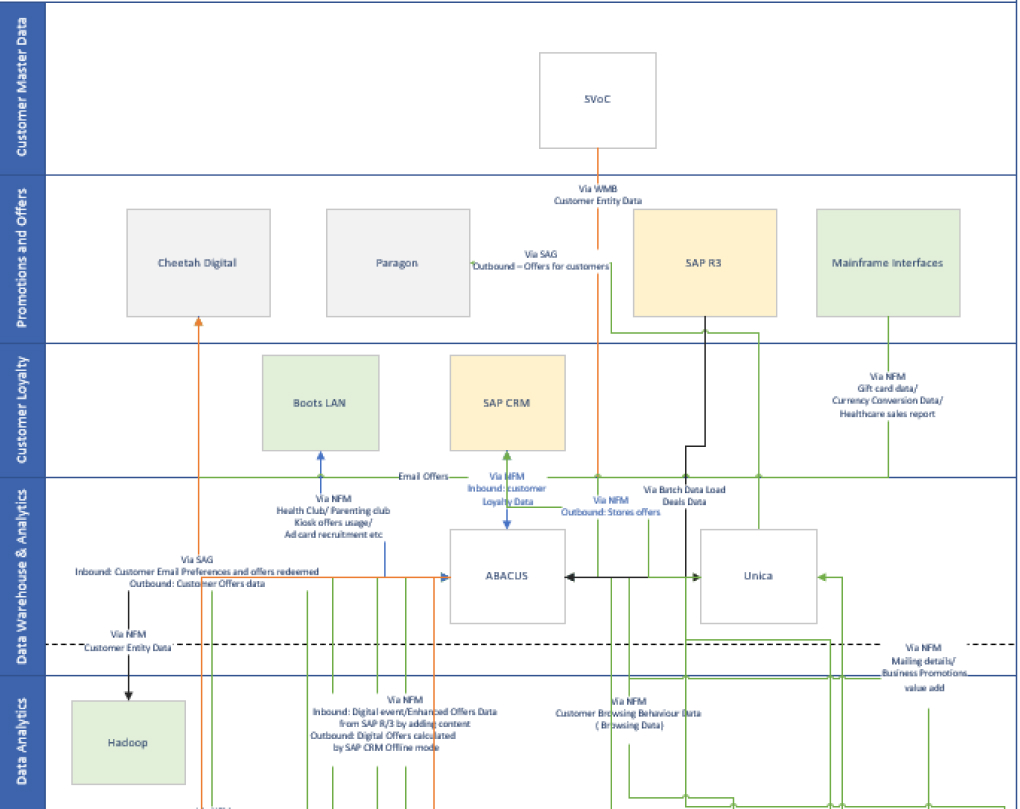 Customer Master Data
SVoC
Via WMB
Customer Entity Data
Promotions and Offers
Cheetah Digital
Paragon
Via SAG
Outbound – Offers for customers
SAP R3
Mainframe Interfaces
Customer Loyalty
Boots LAN
SAP CRM
Via NFM
Gift card data/
Currency Conversion Data/
Healthcare sales report
Email Offers
Via NFM
Inbound: customer
Loyalty Data
Via NFM
Outbound: Stores offers
Via Batch Data Load
Deals Data
Data Warehouse & Analytics
Via NFM
Health Club/ Parenting club
Kiosk offers usage/
Ad card recruitment etc
Via SAG
Inbound: Customer Email Preferences and offers redeemed
Outbound: Customer Offers data
ABACUS
Unica
Via NFM
Customer Entity Data
Via NFM
Mailing details/
Business Promotions
value add
Data Analytics
Hadoop
Via NFM
Inbound: Digital event/Enhanced Offers Data
from SAP R/3 by adding content
Outbound: Digital Offers calculated
by SAP CRM Offline mode
Via NFM
Customer Browsing Behaviour Data
( Browsing Data)